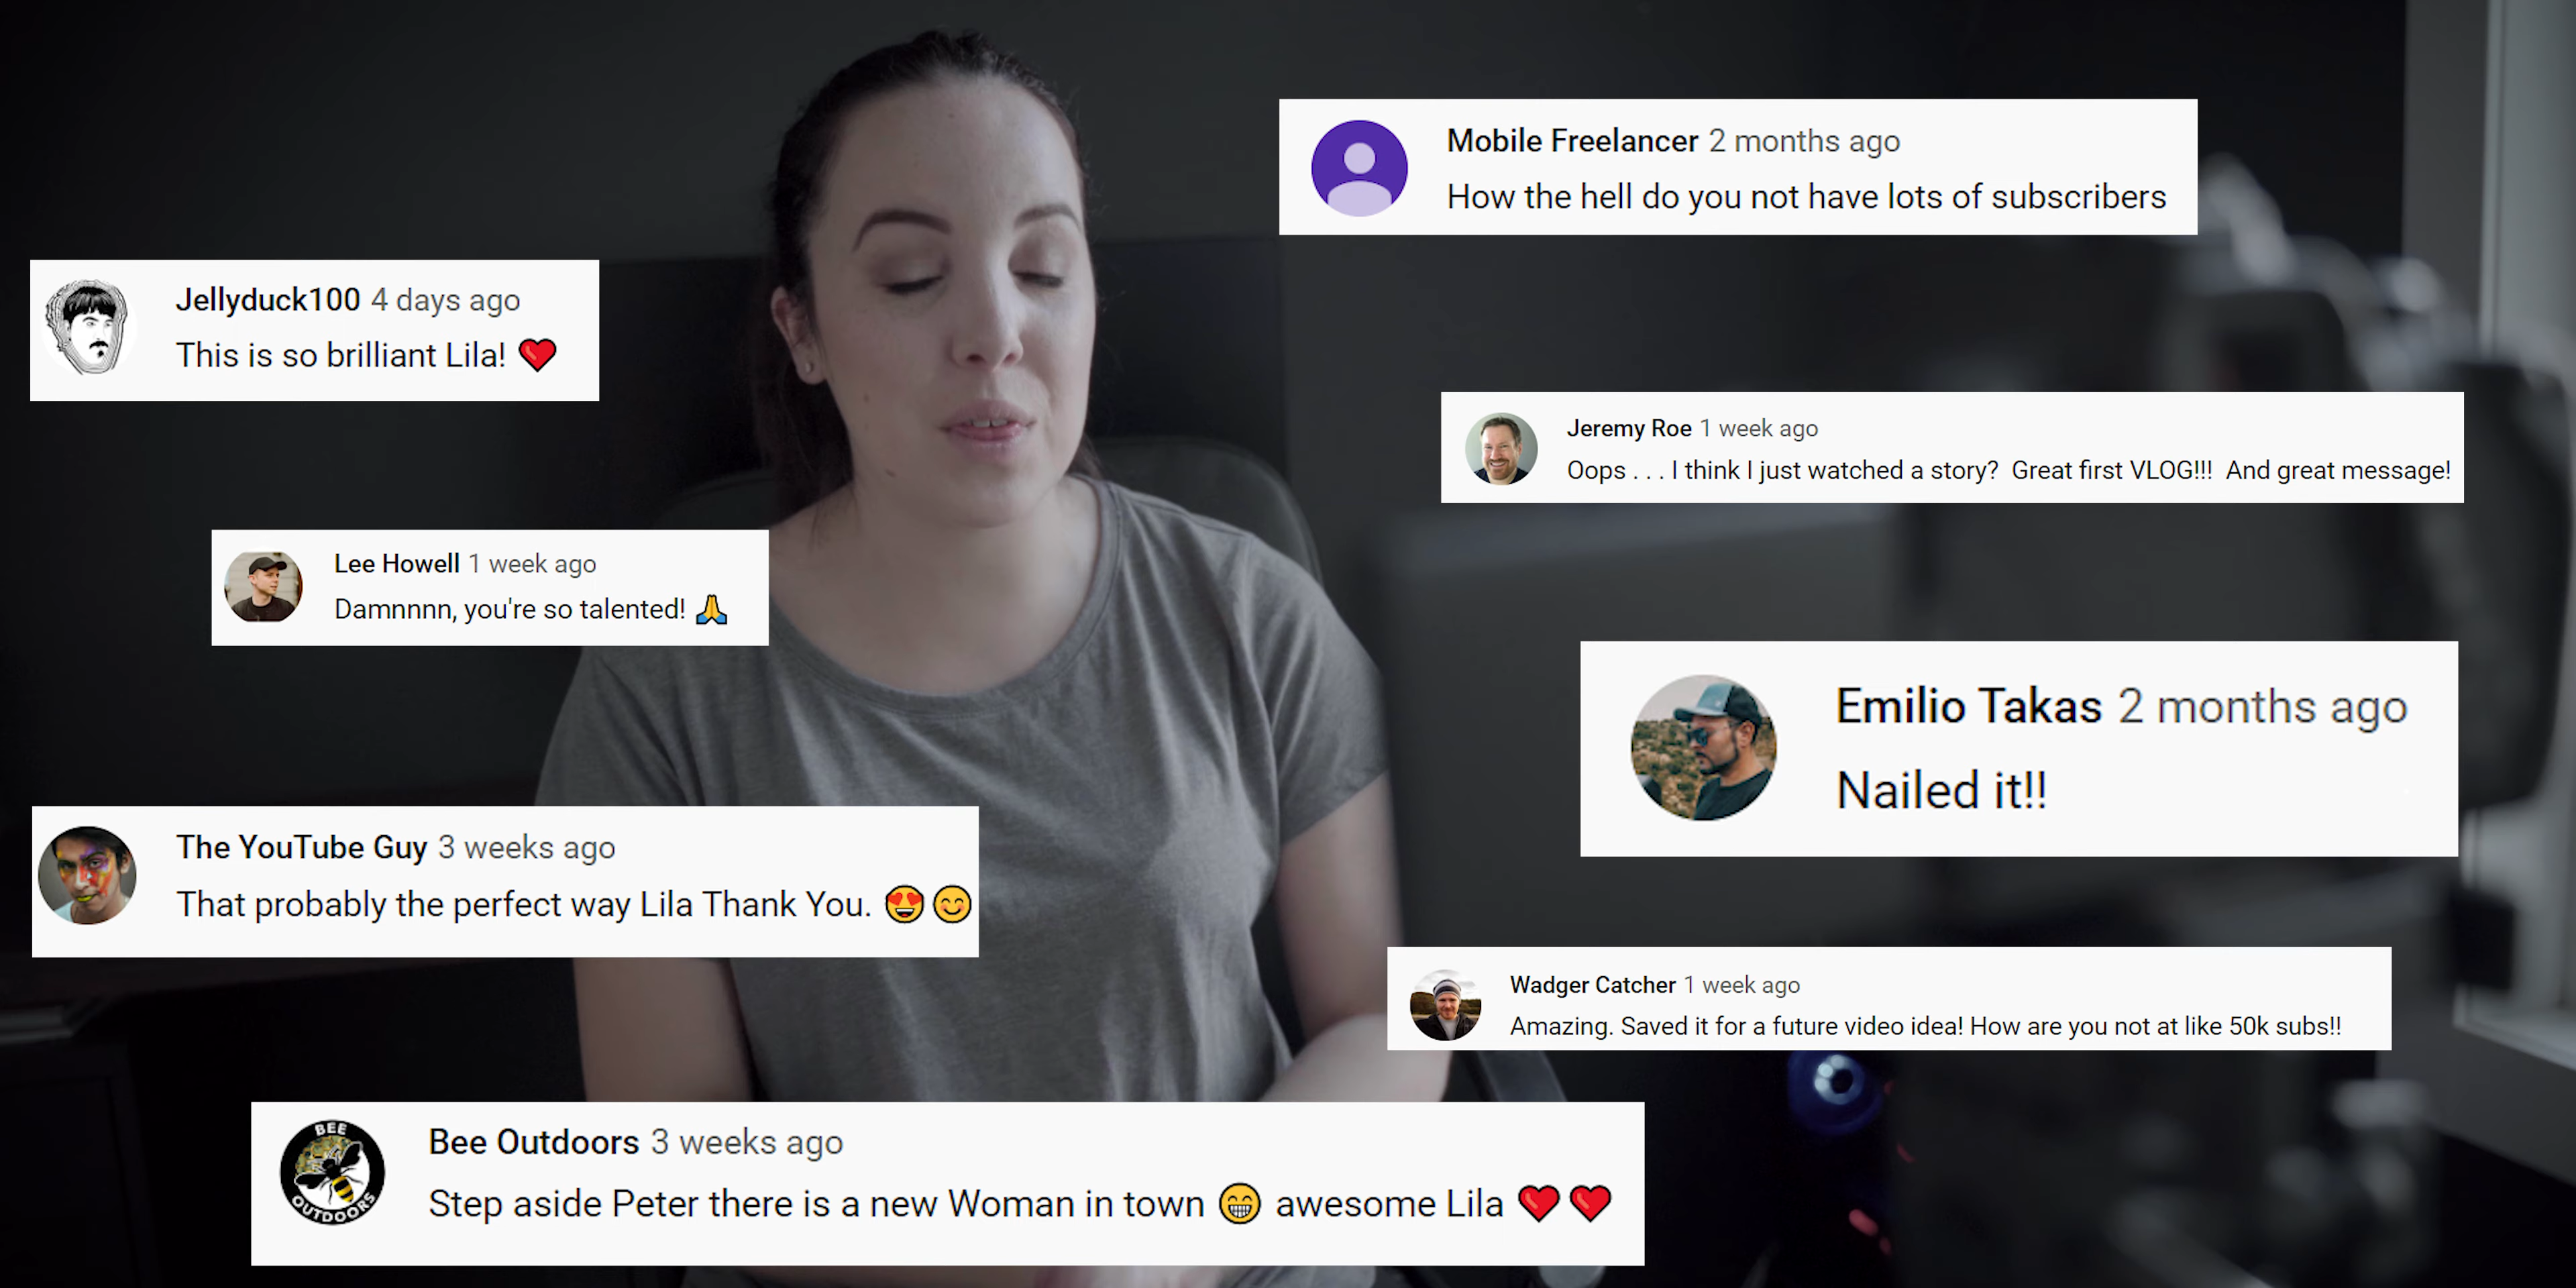 Mobile Freelancer 2 months ago
How the hell do you not have lots of subscribers
Jellyduck100 4 days ago
This is so brilliant Lila! ❤️
Jeremy Roe 1 week ago
Oops . . . I think I just watched a story?  Great first VLOG!!!  And great message!
Lee Howell 1 week ago
Damnnnn, you're so talented! 🙏
Emilio Takas 2 months ago
Nailed it!!
The YouTube Guy 3 weeks ago
That probably the perfect way Lila Thank You. 😍😊
Wadger Catcher 1 week ago
Amazing. Saved it for a future video idea! How are you not at like 50k subs!!
BEE
OUTDOORS
Bee Outdoors 3 weeks ago
Step aside Peter there is a new Woman in town 😁 awesome Lila ❤️❤️